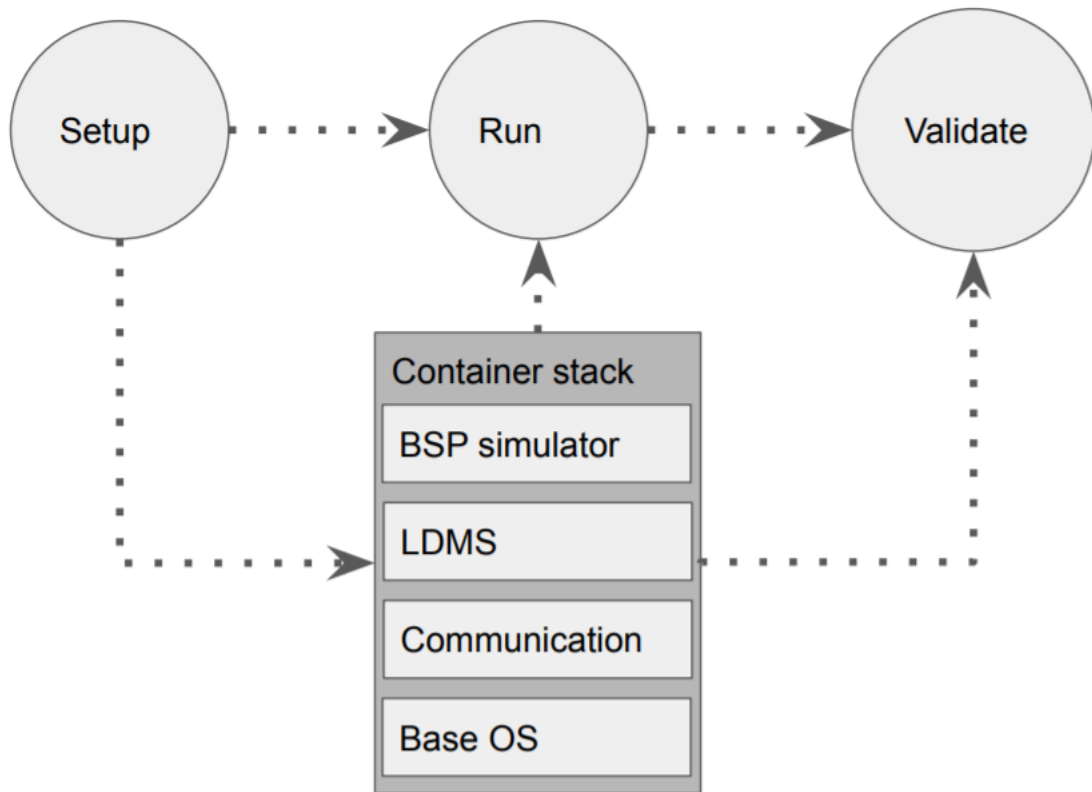 Setup
Run
Validate
Container stack
BSP simulator
LDMS
Communication
Base OS